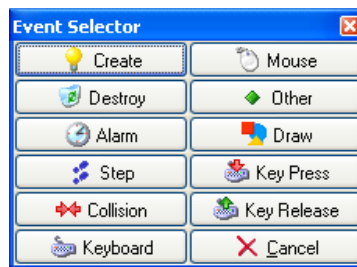 Event Selector
Create
Mouse
Destroy
Other
Alarm
Draw
Step
Key Press
Collision
Key Release
Keyboard
Cancel